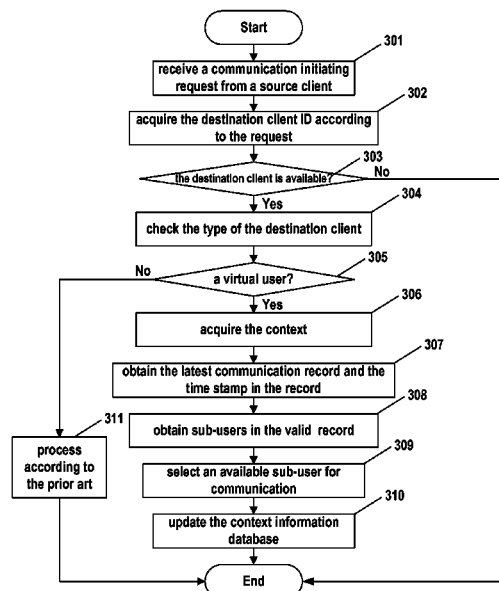 Start
301
receive a communication initiating
request from a source client
302
acquire the destination client ID according
to the request
303
the destination client is available?
No
Yes
304
check the type of the destination client
305
No
a virtual user?
Yes
306
acquire the context
307
obtain the latest communication record and the
time stamp in the record
308
obtain sub-users in the valid record
309
311
process
according to
the prior art
select an available sub-user for
communication
310
update the context information
database
End